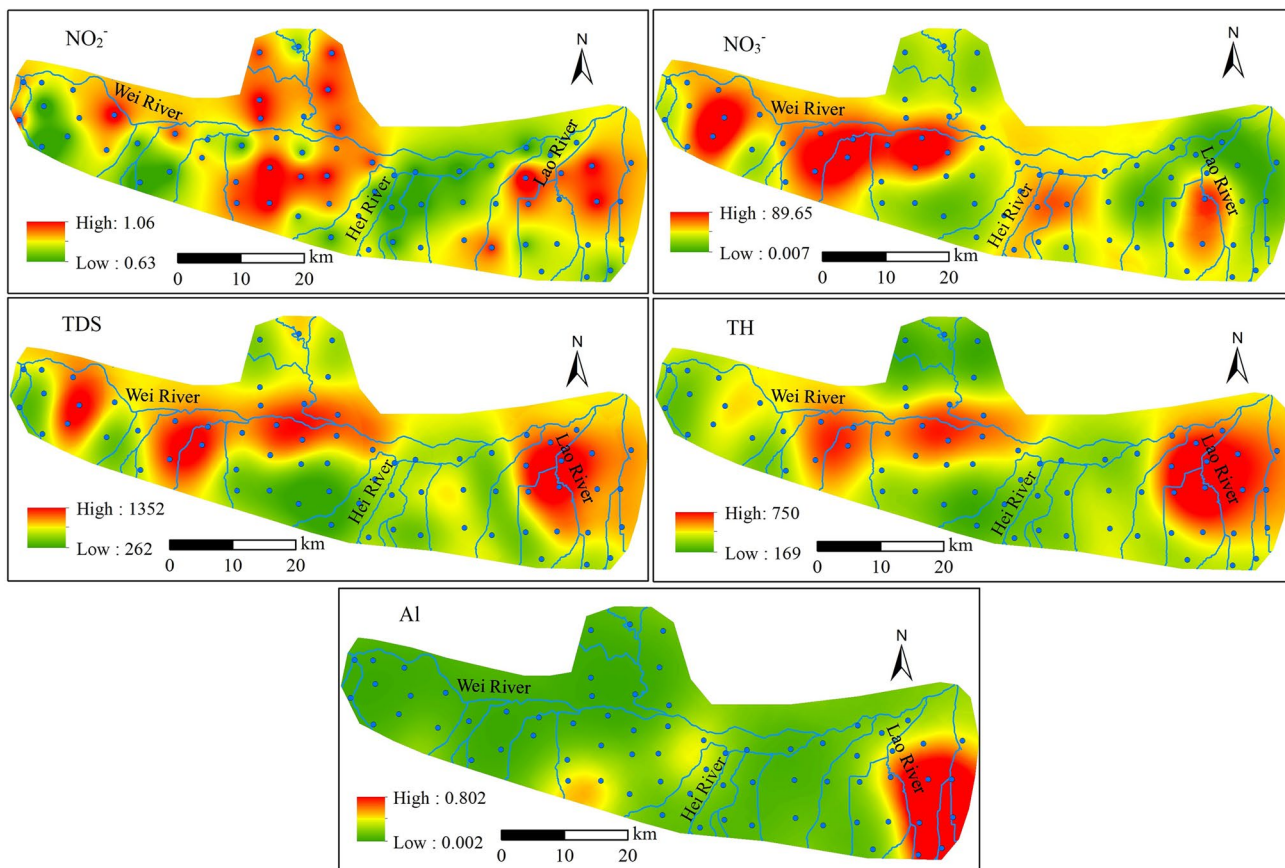 NO₂⁻
N
Wei River
Lao River
Hei River
High: 1.06
Low : 0.63
km
0 10 20
NO₃⁻
N
Wei River
Lao River
Hei River
High : 89.65
Low : 0.007
km
0 10 20
TDS
N
Wei River
Lao River
Hei River
High : 1352
Low : 262
km
0 10 20
TH
N
Wei River
Lao River
Hei River
High: 750
Low : 169
km
0 10 20
Al
N
Wei River
Lao River
Hei River
High : 0.802
Low : 0.002
km
0 10 20